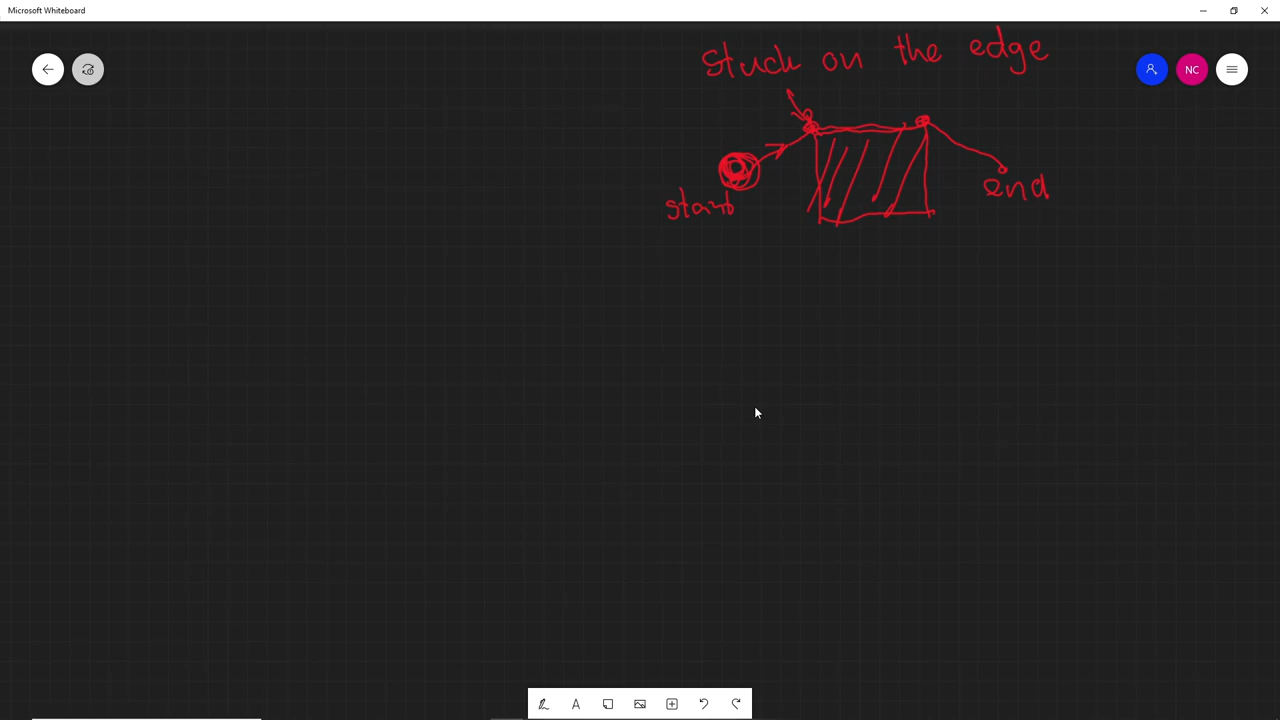 Microsoft Whiteboard
Stuck on the edge
NC
start
end
A